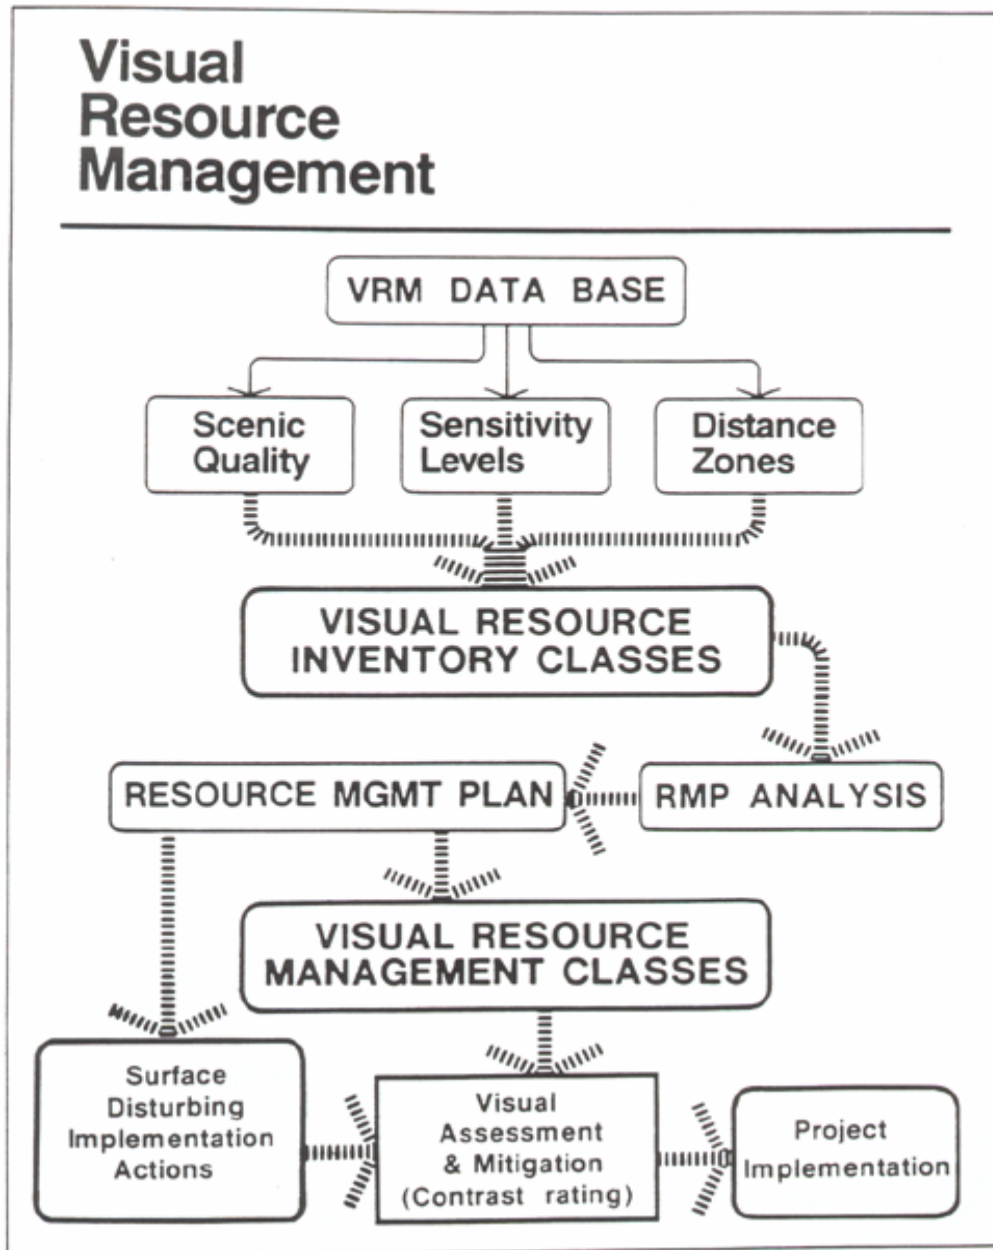 Visual
Resource
Management
VRM DATA BASE
Scenic
Quality
Sensitivity
Levels
Distance
Zones
VISUAL RESOURCE
INVENTORY CLASSES
RESOURCE MGMT PLAN
RMP ANALYSIS
VISUAL RESOURCE
MANAGEMENT CLASSES
Surface
Disturbing
Implementation
Actions
Visual
Assessment
& Mitigation
(Contrast rating)
Project
Implementation